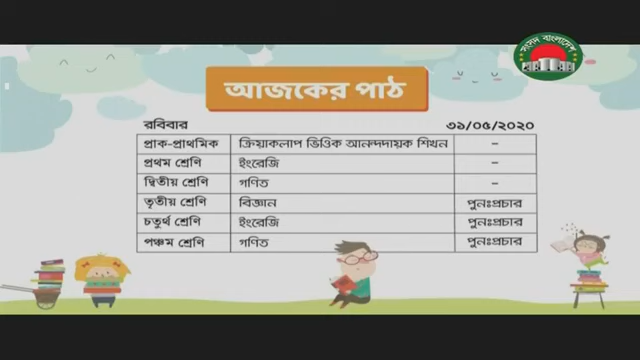 সংসদ বাংলাদেশ
আজকের পাঠ
রবিবার ৩১/০৫/২০২০
প্রাক-প্রাথমিক ক্রিয়াকলাপ ভিত্তিক আনন্দদায়ক শিখন -
প্রথম শ্রেণি ইংরেজি -
দ্বিতীয় শ্রেণি গণিত -
তৃতীয় শ্রেণি বিজ্ঞান পুনঃপ্রচার
চতুর্থ শ্রেণি ইংরেজি পুনঃপ্রচার
পঞ্চম শ্রেণি গণিত পুনঃপ্রচার